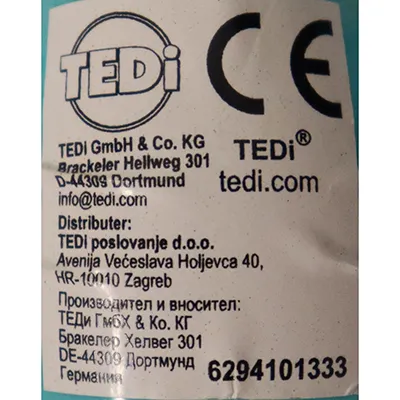 TEDi
CE
TEDi GmbH & Co. KG
Brackeler Hellweg 301
D-44309 Dortmund
info@tedi.com
TEDi®
tedi.com
Distributer:
TEDi poslovanje d.o.o.
Avenija Većeslava Holjevca 40,
HR-10010 Zagreb
Производител и вносител:
ТЕДи ГмбХ & Ко. КГ
Бракелер Хелвег 301
DE-44309 Дортмунд
Германия
6294101333